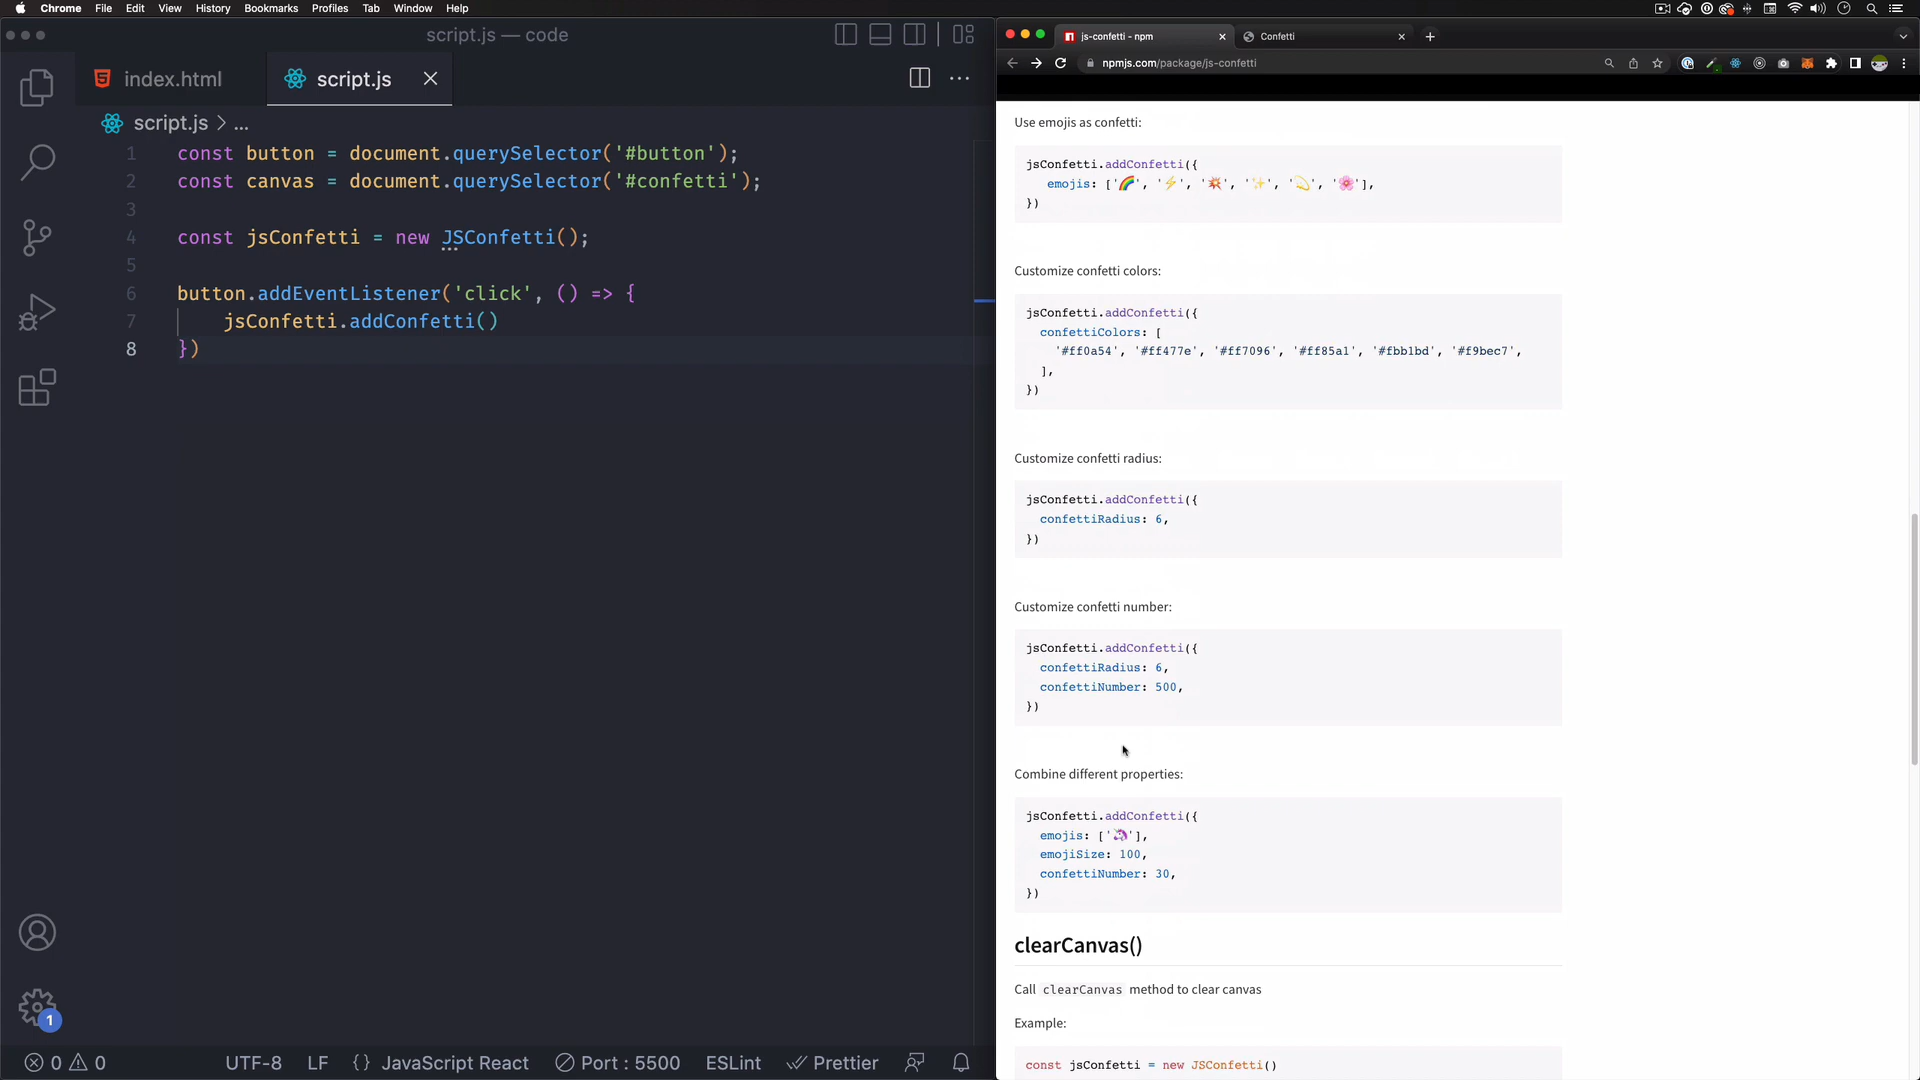 Chrome File Edit View History Bookmarks Profiles Tab Window Help
script.js — code
index.html
script.js
script.js > ...
1 const button = document.querySelector('#button');
2 const canvas = document.querySelector('#confetti');
3
4 const jsConfetti = new JSConfetti();
5
6 button.addEventListener('click', () => {
7 jsConfetti.addConfetti()
8 })
1
0 0 UTF-8 LF {} JavaScript React Port : 5500 ESLint Prettier
js-confetti - npm
Confetti
npmjs.com/package/js-confetti
Use emojis as confetti:
jsConfetti.addConfetti({
emojis: ['🌈', '⚡️', '💥', '✨', '💫', '🌸'],
})
Customize confetti colors:
jsConfetti.addConfetti({
confettiColors: [
'#ff0a54', '#ff477e', '#ff7096', '#ff85a1', '#fbb1bd', '#f9bec7',
],
})
Customize confetti radius:
jsConfetti.addConfetti({
confettiRadius: 6,
})
Customize confetti number:
jsConfetti.addConfetti({
confettiRadius: 6,
confettiNumber: 500,
})
Combine different properties:
jsConfetti.addConfetti({
emojis: ['🦄'],
emojiSize: 100,
confettiNumber: 30,
})
clearCanvas()
Call clearCanvas method to clear canvas
Example:
const jsConfetti = new JSConfetti()